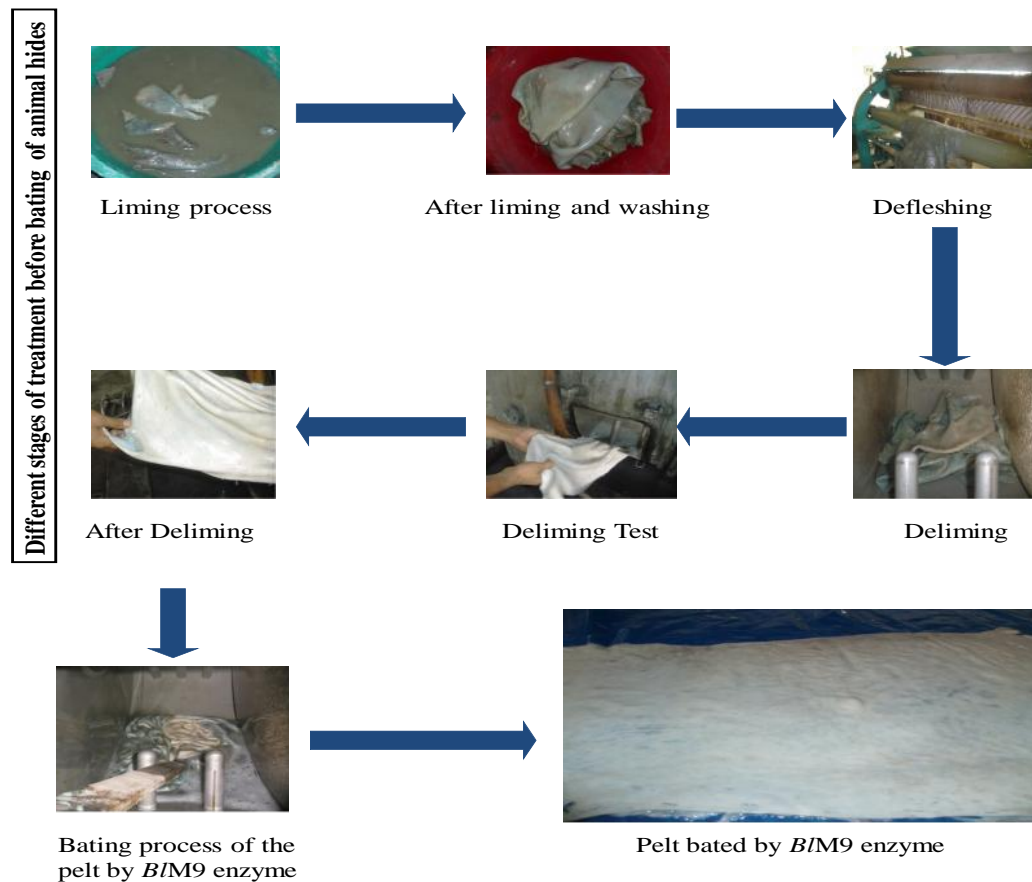 Different stages of treatment before bating of animal hides
Liming process
After liming and washing
Defleshing
After Deliming
Deliming Test
Deliming
Bating process of the
pelt by BlM9 enzyme
Pelt bated by BlM9 enzyme